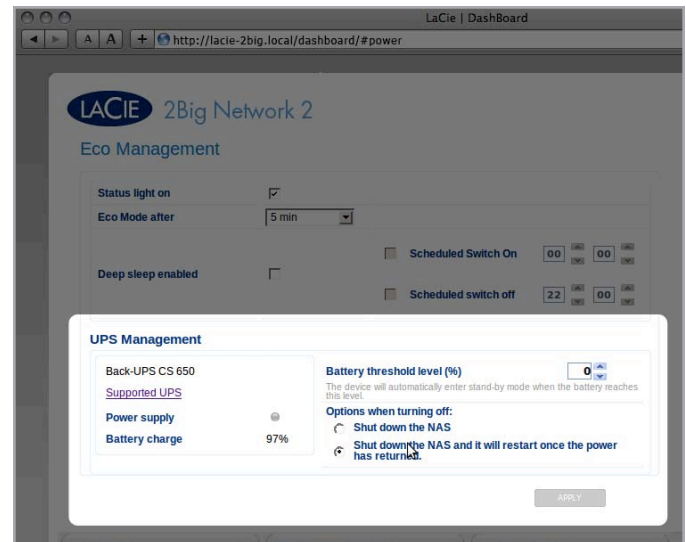 LaCie | DashBoard
A A + http://lacie-2big.local/dashboard/#power
LACIE 2Big Network 2
Eco Management
Status light on
Eco Mode after 5 min
Scheduled Switch On 00 00
Deep sleep enabled
Scheduled switch off 22 00
UPS Management
Back-UPS CS 650
Supported UPS
Power supply
Battery charge 97%
Battery threshold level (%) 0
The device will automatically enter stand-by mode when the battery reaches
this level.
Options when turning off:
Shut down the NAS
Shut down the NAS and it will restart once the power
has returned.
APPLY